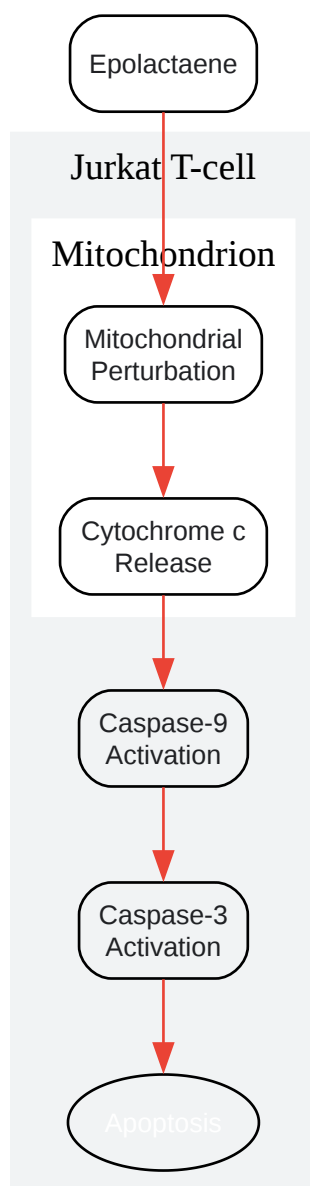 Epolactaene
Jurkat T-cell
Mitochondrion
Mitochondrial
Perturbation
Cytochrome c
Release
Caspase-9
Activation
Caspase-3
Activation
Apoptosis